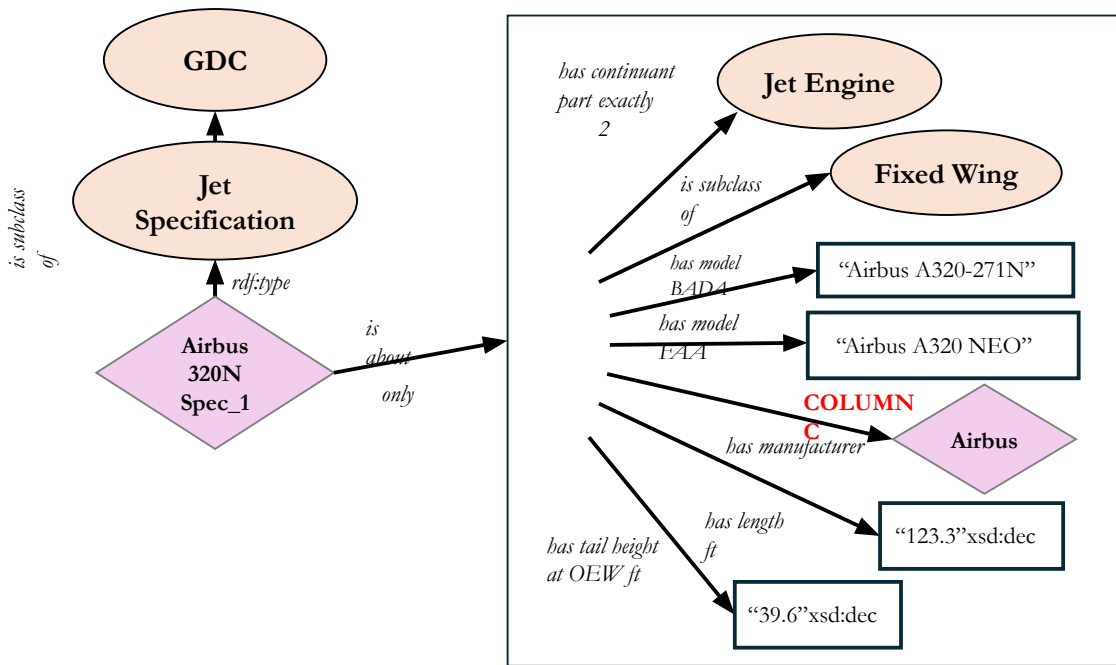 GDC
is subclass
of
Jet
Specification
rdf:type
Airbus
320N
Spec_1
is
about
only
has continuant
part exactly
2
Jet Engine
is subclass
of
Fixed Wing
has model
BADA
“Airbus A320-271N”
has model
FAA
“Airbus A320 NEO”
COLUMN
C
has manufacturer
Airbus
has length
ft
“123.3”xsd:dec
has tail height
at OEW ft
“39.6”xsd:dec